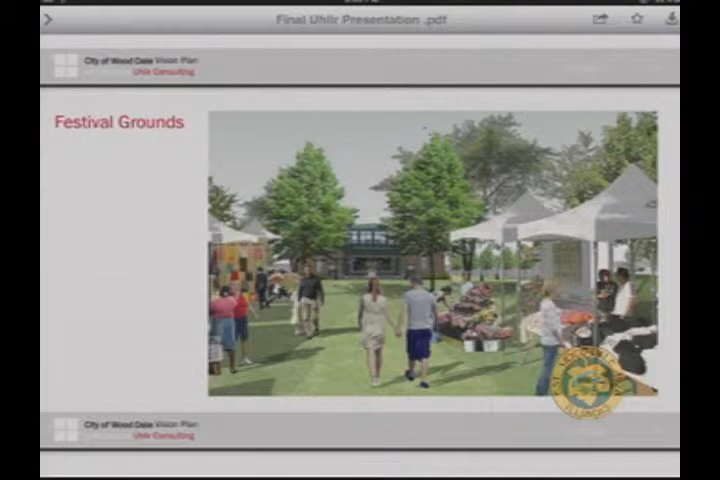 Final Uhlir Presentation .pdf
City of Wood Dale Vision Plan
Uhlir Consulting
Festival Grounds
ILLINOIS
City of Wood Dale Vision Plan
Uhlir Consulting